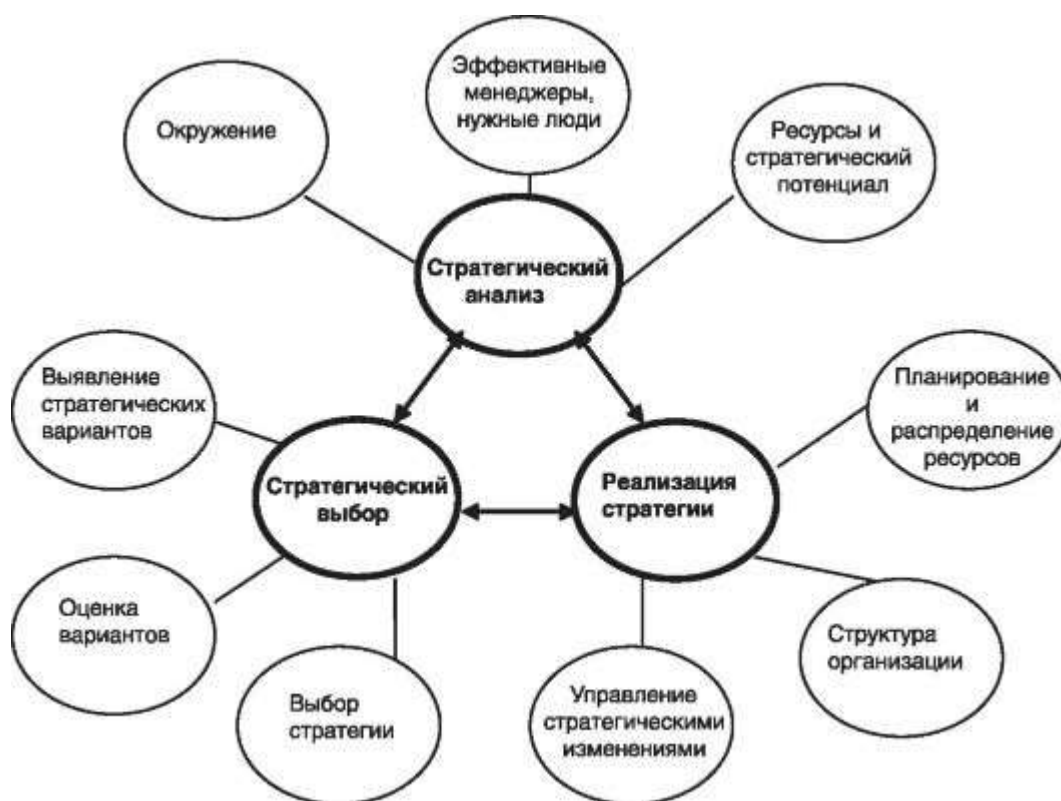 Эффективные
менеджеры,
нужные люди
Окружение
Ресурсы и
стратегический
потенциал
Стратегический
анализ
Выявление
стратегических
вариантов
Планирование
и
распределение
ресурсов
Стратегический
выбор
Реализация
стратегии
Оценка
вариантов
Структура
организации
Выбор
стратегии
Управление
стратегическими
изменениями